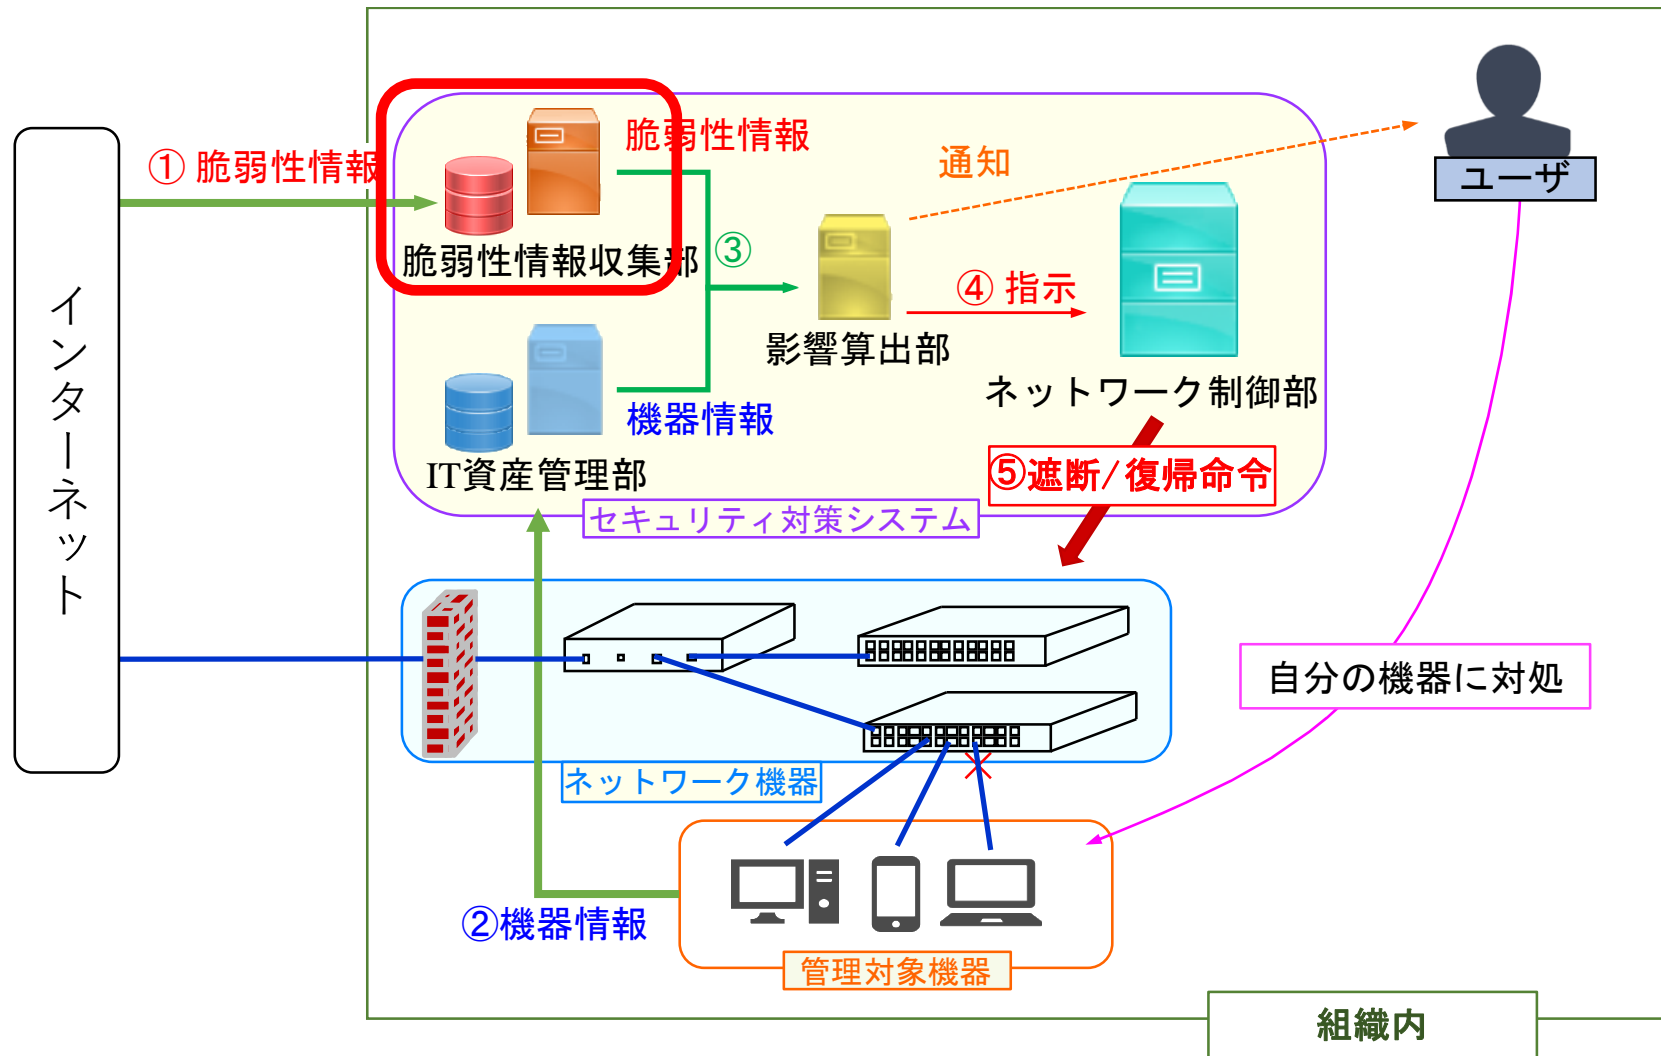 インターネット
① 脆弱性情報
脆弱性情報
脆弱性情報収集部
③
通知
ユーザ
影響算出部
④ 指示
ネットワーク制御部
機器情報
IT資産管理部
⑤遮断/復帰命令
セキュリティ対策システム
自分の機器に対処
ネットワーク機器
②機器情報
管理対象機器
組織内